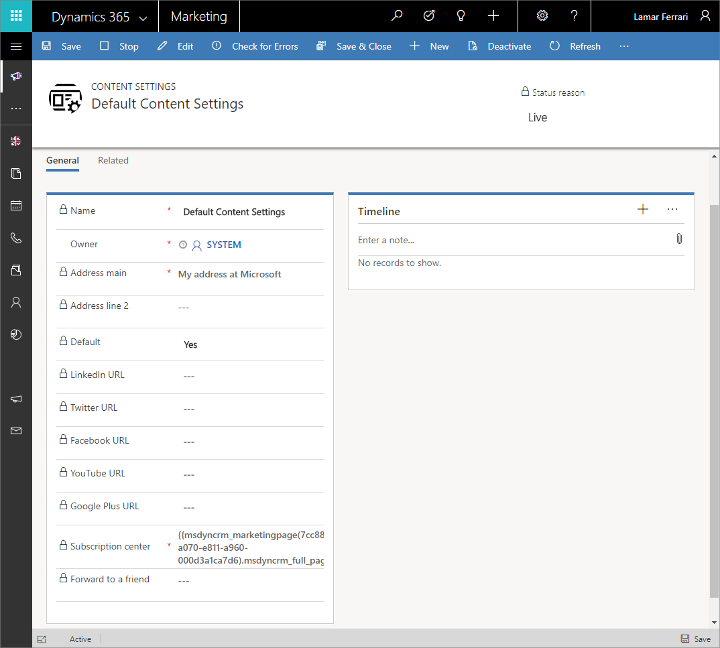 Dynamics 365 Marketing Lamar Ferrari
Save Stop Edit Check for Errors Save & Close New Deactivate Refresh ...
CONTENT SETTINGS
Default Content Settings
Status reason
Live
General Related
Name * Default Content Settings
Owner * SYSTEM
Address main * My address at Microsoft
Address line 2 ---
Default Yes
LinkedIn URL ---
Twitter URL ---
Facebook URL ---
YouTube URL ---
Google Plus URL ---
Subscription center * ((msdyncrm_marketingpage(7cc88
a070-e811-a960-
000d3a1ca7d6).msdyncrm_full_pag
Forward to a friend ---
Timeline
Enter a note...
No records to show.
Active Save